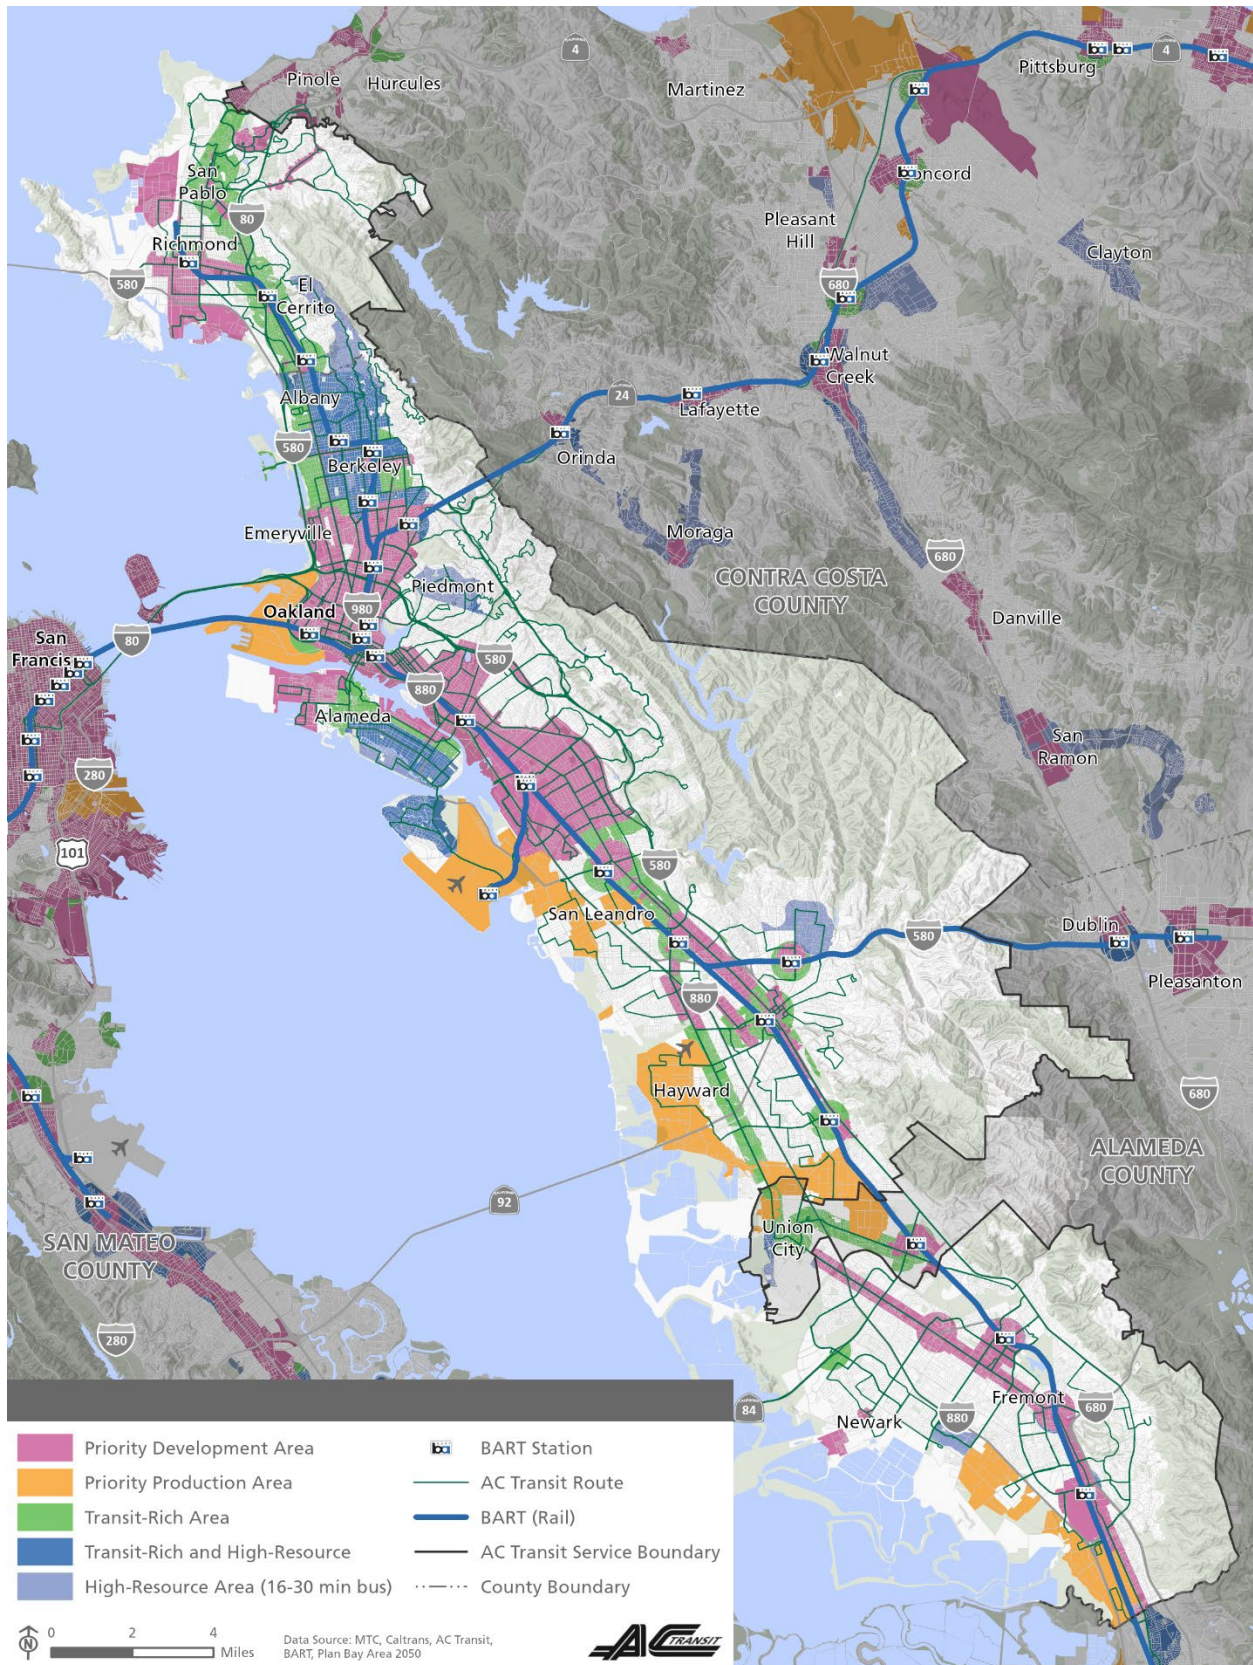 4
4
Pinole
Hurcules
Martinez
Pittsburg
San
Pablo
80
Concord
Richmond
Pleasant
Hill
Clayton
580
El
Cerrito
680
Walnut
Creek
Albany
24
Lafayette
580
Berkeley
Orinda
Emeryville
Moraga
680
CONTRA COSTA
COUNTY
Piedmont
980
Oakland
Danville
80
San
Francis
580
880
Alameda
San
Ramon
280
101
580
San Leandro
Dublin
580
Pleasanton
880
Hayward
680
ALAMEDA
COUNTY
92
Union
City
SAN MATEO
COUNTY
280
84
Newark
880
Fremont
680
Priority Development Area
Priority Production Area
Transit-Rich Area
Transit-Rich and High-Resource
High-Resource Area (16-30 min bus)
ba BART Station
AC Transit Route
BART (Rail)
AC Transit Service Boundary
County Boundary
N
0 2 4
Miles
Data Source: MTC, Caltrans, AC Transit,
BART, Plan Bay Area 2050
AC TRANSIT